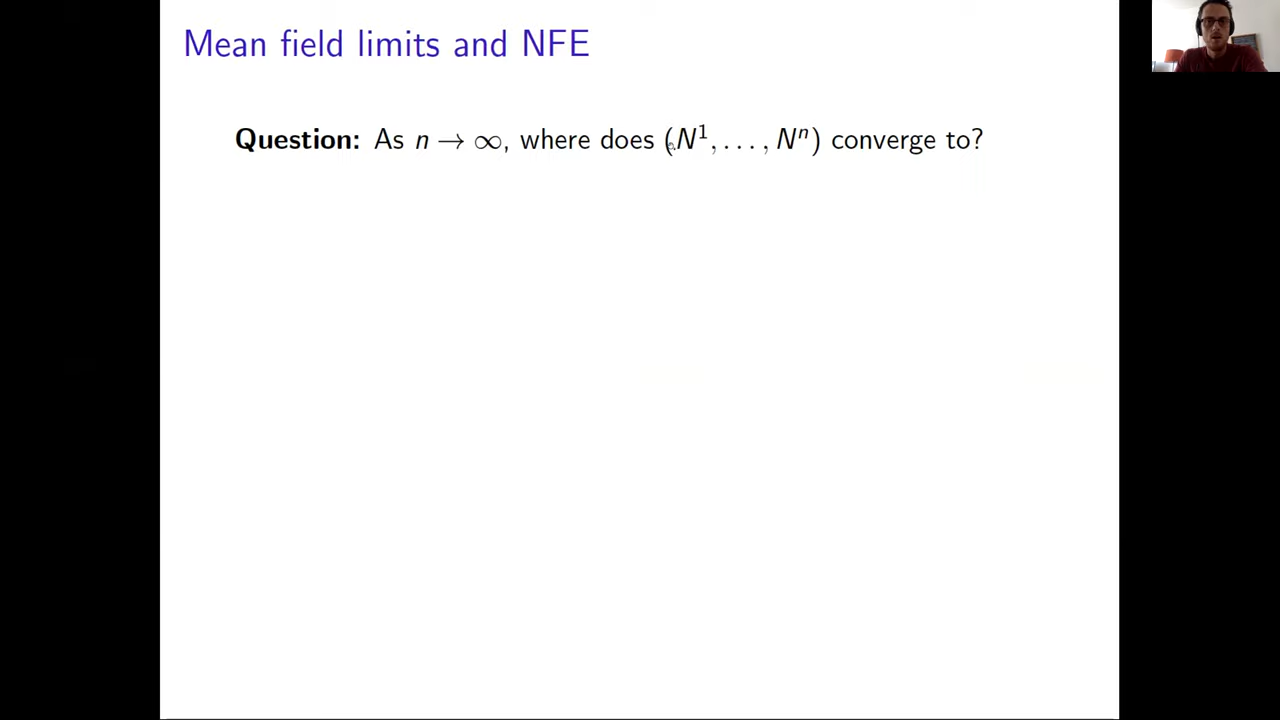 Mean field limits and NFE
Question: As n → ∞, where does (N¹, . . . , Nⁿ) converge to?